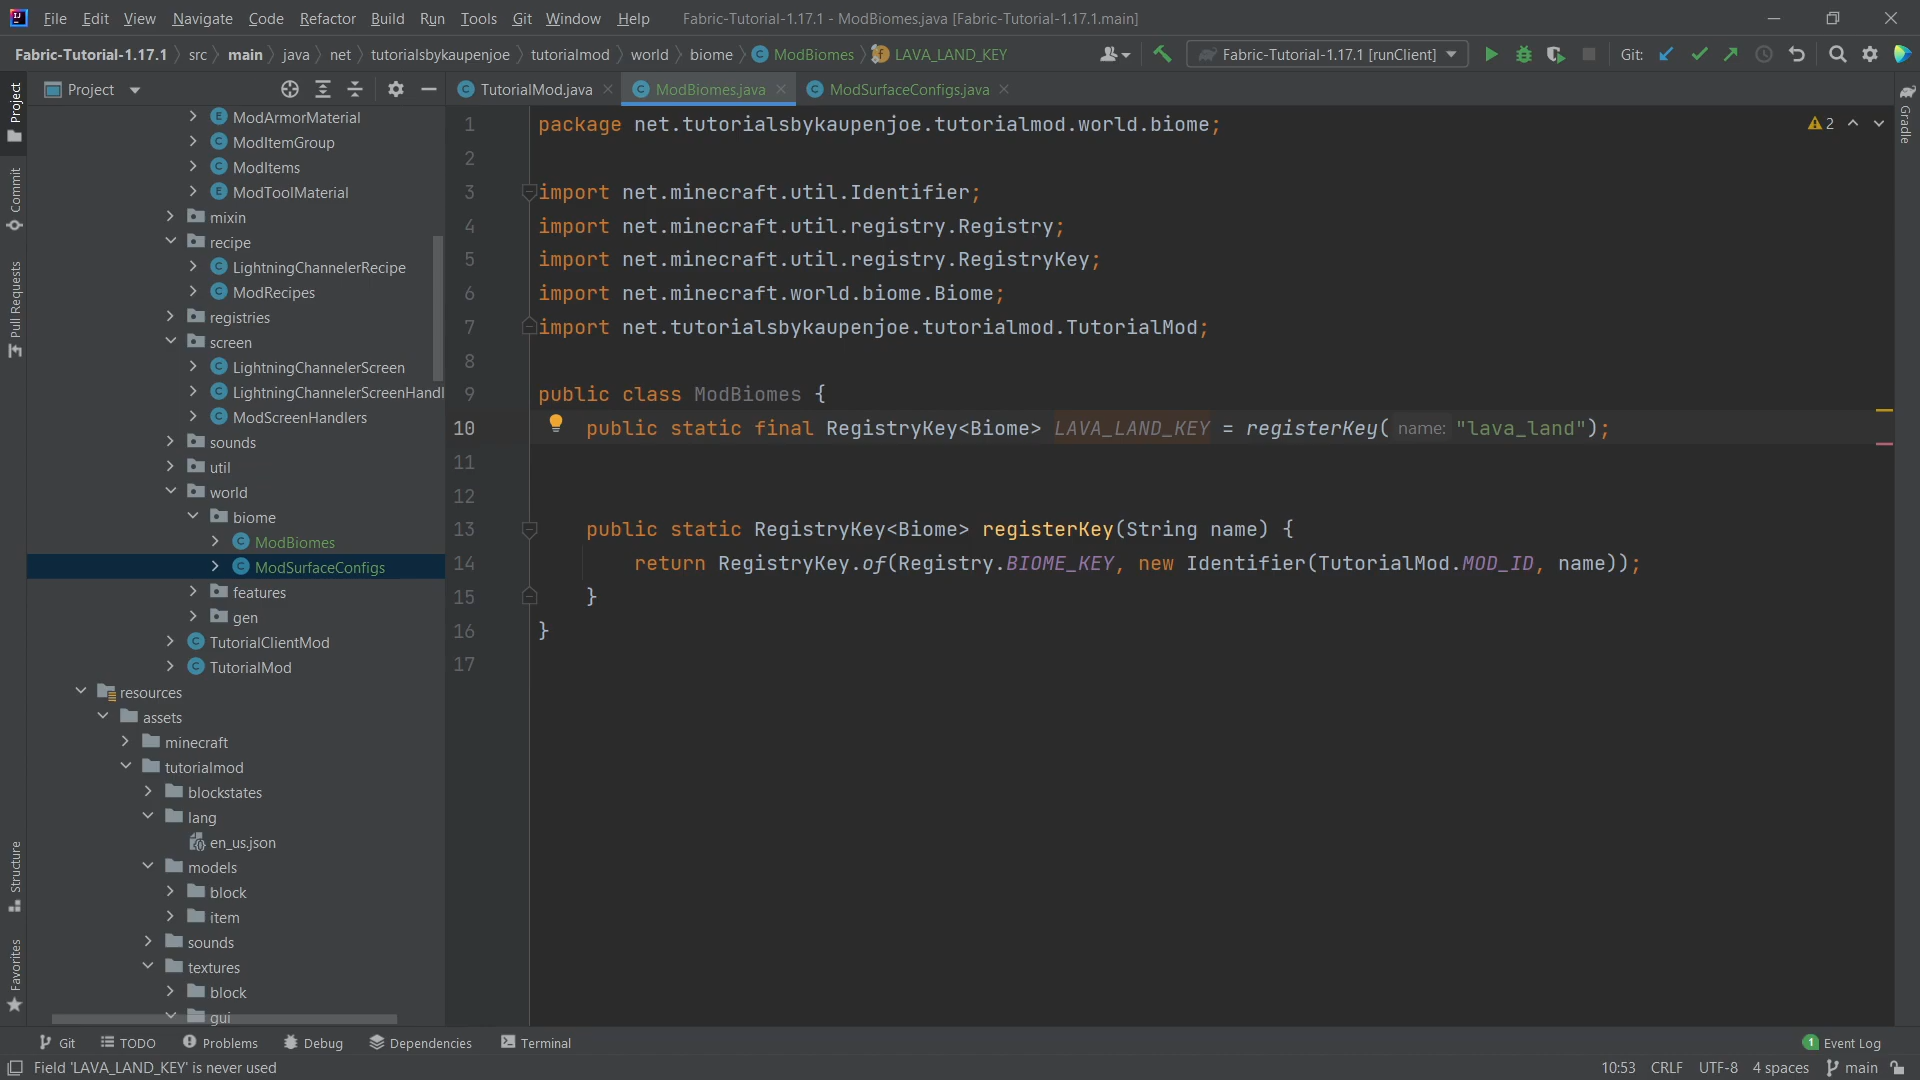 File Edit View Navigate Code Refactor Build Run Tools Git Window Help Fabric-Tutorial-1.17.1 - ModBiomes.java [Fabric-Tutorial-1.17.1.main]
Fabric-Tutorial-1.17.1 src main java net tutorialsbykaupenjoe tutorialmod world biome ModBiomes LAVA_LAND_KEY Fabric-Tutorial-1.17.1 [runClient] Git:
Project
TutorialMod.java ModBiomes.java ModSurfaceConfigs.java
Project
Commit
Pull Requests
Structure
Favorites
Gradle
ModArmorMaterial
ModItemGroup
ModItems
ModToolMaterial
mixin
recipe
LightningChannelerRecipe
ModRecipes
registries
screen
LightningChannelerScreen
LightningChannelerScreenHandl
ModScreenHandlers
sounds
util
world
biome
ModBiomes
ModSurfaceConfigs
features
gen
TutorialClientMod
TutorialMod
resources
assets
minecraft
tutorialmod
blockstates
lang
en_us.json
models
block
item
sounds
textures
block
gui
2
1 package net.tutorialsbykaupenjoe.tutorialmod.world.biome;
2
3 import net.minecraft.util.Identifier;
4 import net.minecraft.util.registry.Registry;
5 import net.minecraft.util.registry.RegistryKey;
6 import net.minecraft.world.biome.Biome;
7 import net.tutorialsbykaupenjoe.tutorialmod.TutorialMod;
8
9 public class ModBiomes {
10 public static final RegistryKey<Biome> LAVA_LAND_KEY = registerKey( name: "lava_land");
11
12
13 public static RegistryKey<Biome> registerKey(String name) {
14 return RegistryKey.of(Registry.BIOME_KEY, new Identifier(TutorialMod.MOD_ID, name));
15 }
16 }
17
Git TODO Problems Debug Dependencies Terminal 1 Event Log
Field 'LAVA_LAND_KEY' is never used 10:53 CRLF UTF-8 4 spaces main